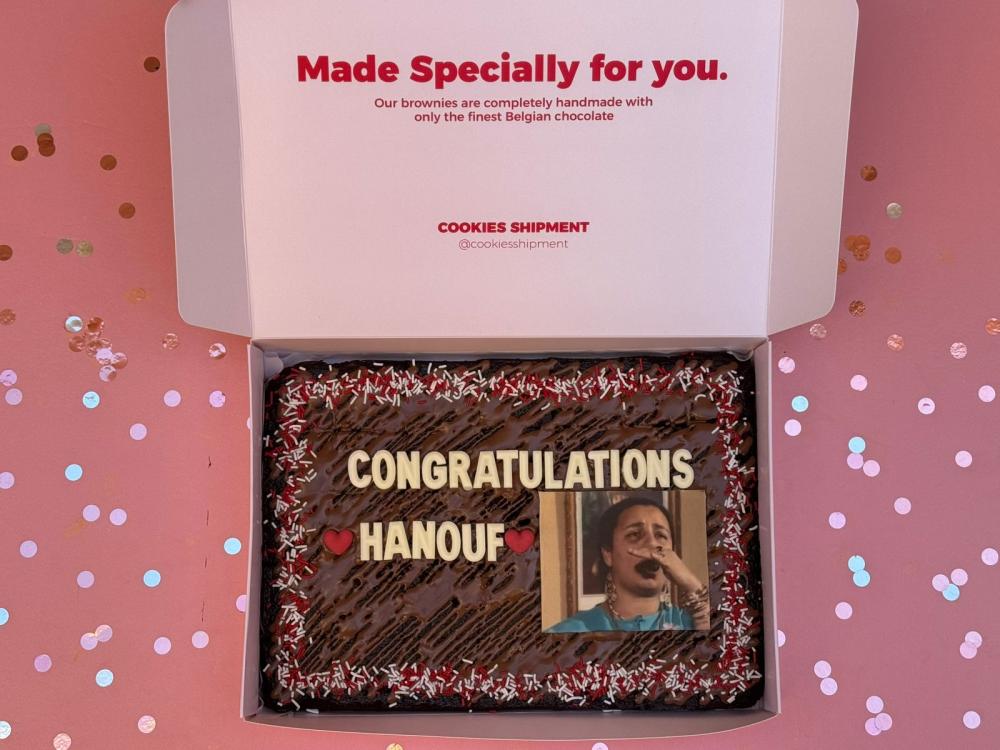 Made Specially for you.
Our brownies are completely handmade with
only the finest Belgian chocolate
COOKIES SHIPMENT
@cookiesshipment
CONGRATULATIONS
HANOUF